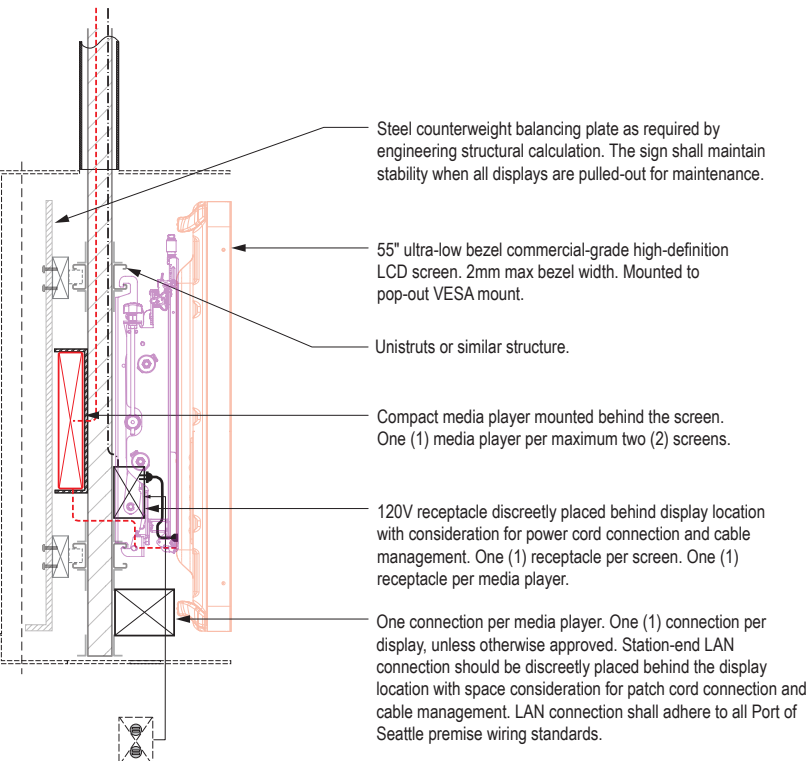 Steel counterweight balancing plate as required by
engineering structural calculation. The sign shall maintain
stability when all displays are pulled-out for maintenance.
55" ultra-low bezel commercial-grade high-definition
LCD screen. 2mm max bezel width. Mounted to
pop-out VESA mount.
Unistruts or similar structure.
Compact media player mounted behind the screen.
One (1) media player per maximum two (2) screens.
120V receptacle discreetly placed behind display location
with consideration for power cord connection and cable
management. One (1) receptacle per screen. One (1)
receptacle per media player.
One connection per media player. One (1) connection per
display, unless otherwise approved. Station-end LAN
connection should be discreetly placed behind the display
location with space consideration for patch cord connection and
cable management. LAN connection shall adhere to all Port of
Seattle premise wiring standards.